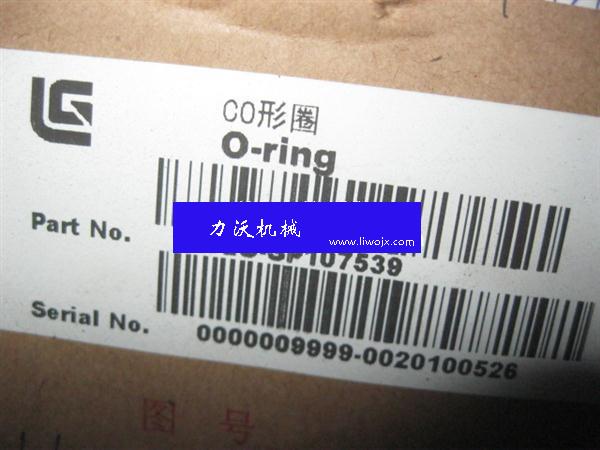 CO形圈
O-ring
Part No.
SP107539
力沃机械
www.liwojx.com
Serial No.
0000009999-0020100526
图号